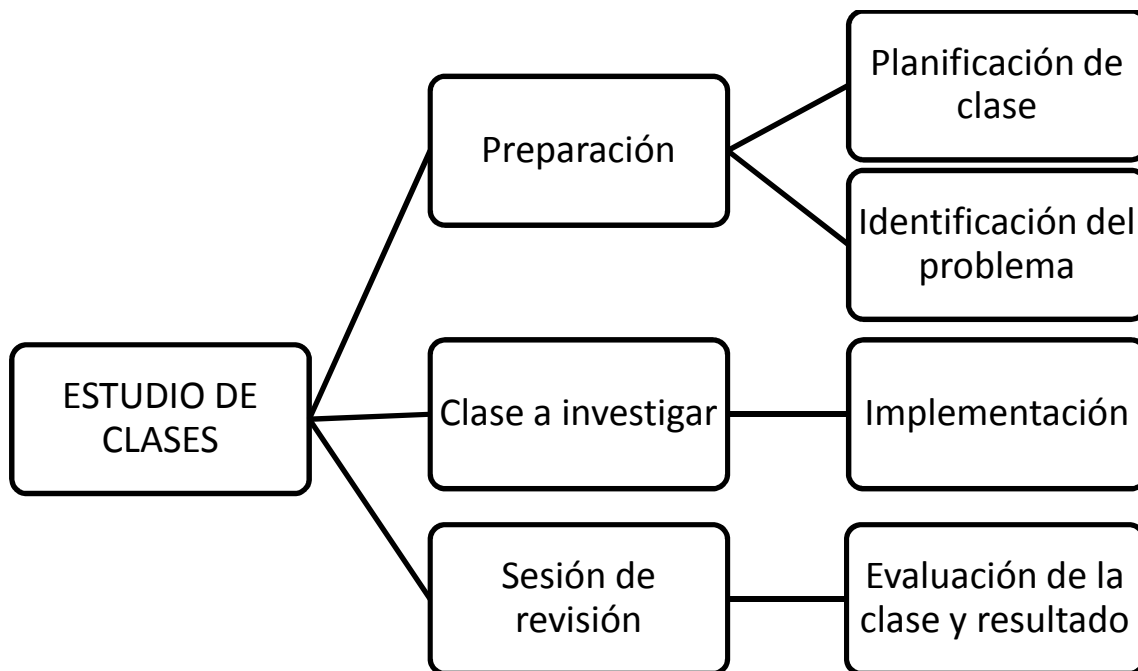 Planificación de
clase
Preparación
Identificación del
problema
ESTUDIO DE
CLASES
Clase a investigar
Implementación
Sesión de
revisión
Evaluación de la
clase y resultado